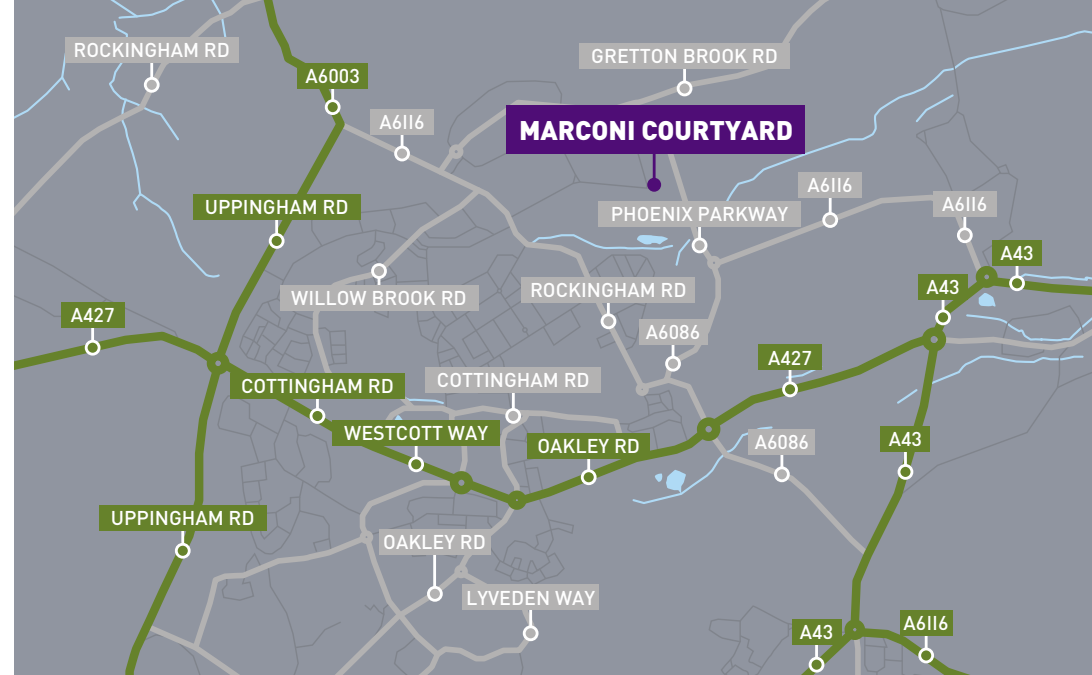 ROCKINGHAM RD
GRETTON BROOK RD
A6003
A6116
MARCONI COURTYARD
A6116
UPPINGHAM RD
PHOENIX PARKWAY
A6116
A43
WILLOW BROOK RD
ROCKINGHAM RD
A43
A427
A6086
A427
COTTINGHAM RD
COTTINGHAM RD
WESTCOTT WAY
OAKLEY RD
A6086
A43
UPPINGHAM RD
OAKLEY RD
LYVEDEN WAY
A43
A6116